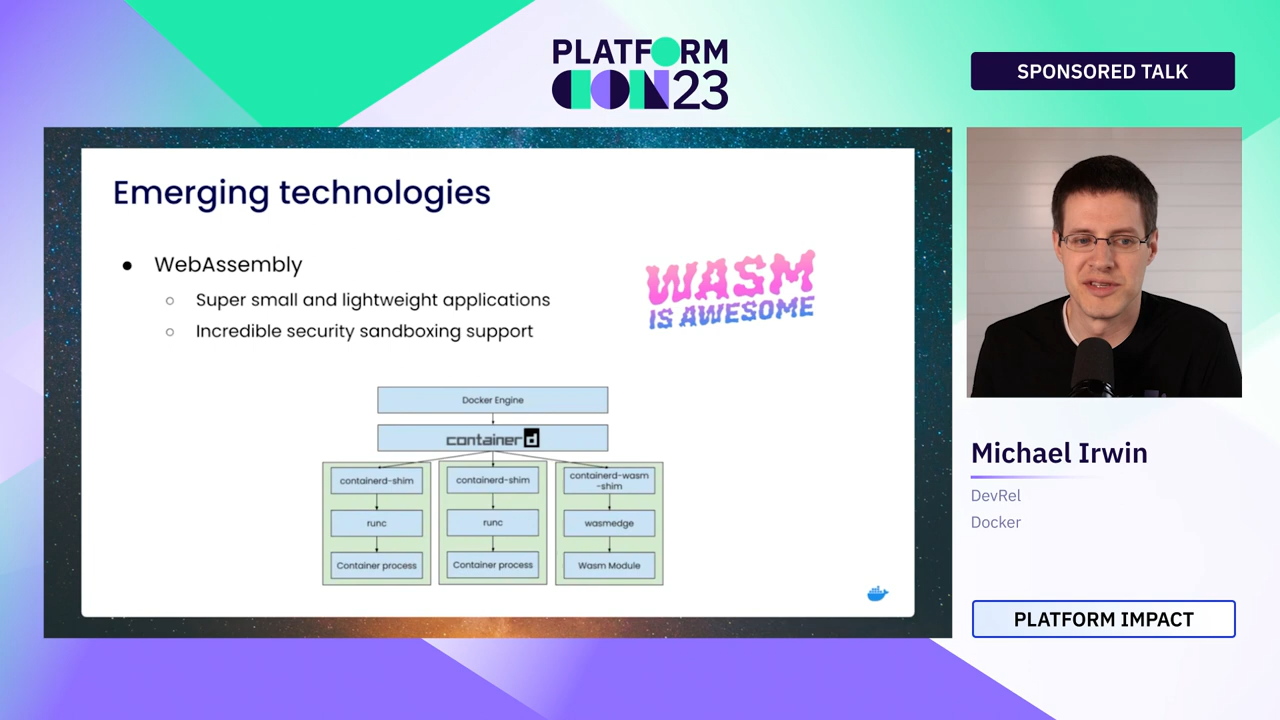 PLATFORM
CON23
SPONSORED TALK
Emerging technologies
● WebAssembly
○ Super small and lightweight applications
○ Incredible security sandboxing support
WASM
IS AWESOME
Docker Engine
containerd
containerd-shim
runc
Container process
containerd-shim
runc
Container process
containerd-wasm
-shim
wasmedge
Wasm Module
Michael Irwin
DevRel
Docker
PLATFORM IMPACT